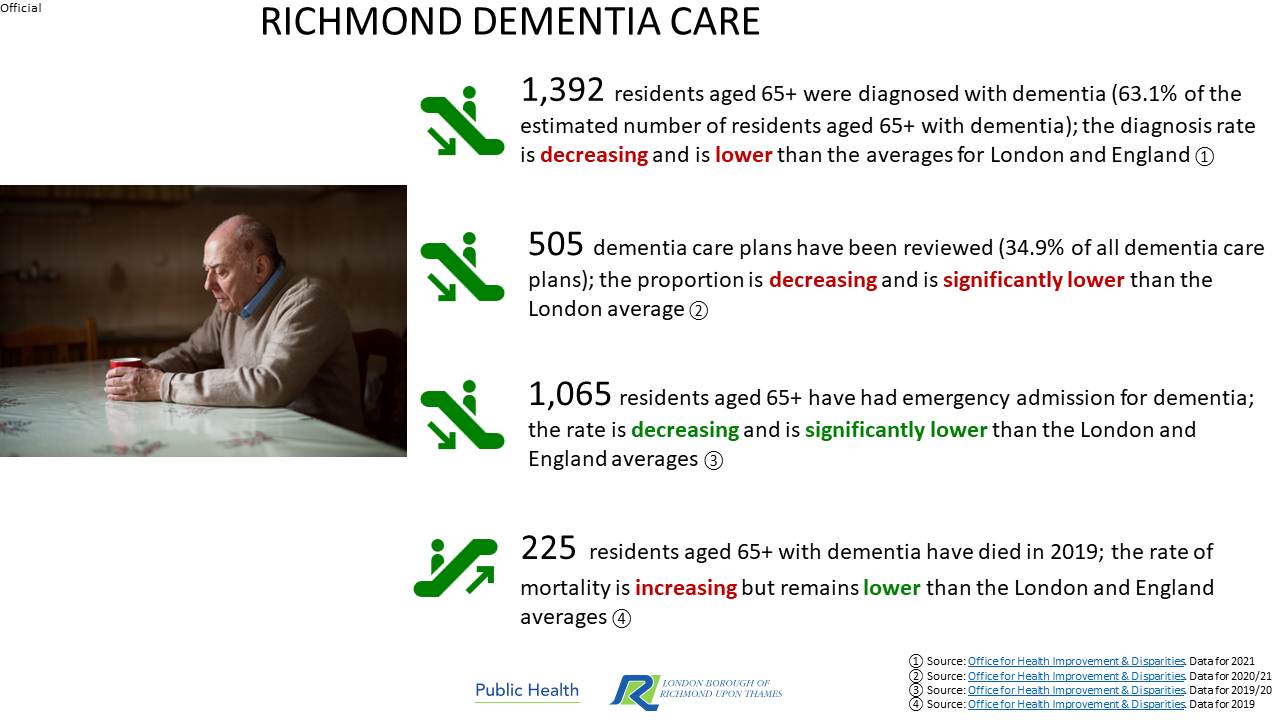 Official
RICHMOND DEMENTIA CARE
1,392 residents aged 65+ were diagnosed with dementia (63.1% of the
estimated number of residents aged 65+ with dementia); the diagnosis rate
is decreasing and is lower than the averages for London and England ①
505 dementia care plans have been reviewed (34.9% of all dementia care
plans); the proportion is decreasing and is significantly lower than the
London average ②
1,065 residents aged 65+ have had emergency admission for dementia;
the rate is decreasing and is significantly lower than the London and
England averages ③
225 residents aged 65+ with dementia have died in 2019; the rate of
mortality is increasing but remains lower than the London and England
averages ④
Public Health
LONDON BOROUGH OF
RICHMOND UPON THAMES
① Source: Office for Health Improvement & Disparities. Data for 2021
② Source: Office for Health Improvement & Disparities. Data for 2020/21
③ Source: Office for Health Improvement & Disparities. Data for 2019/20
④ Source: Office for Health Improvement & Disparities. Data for 2019